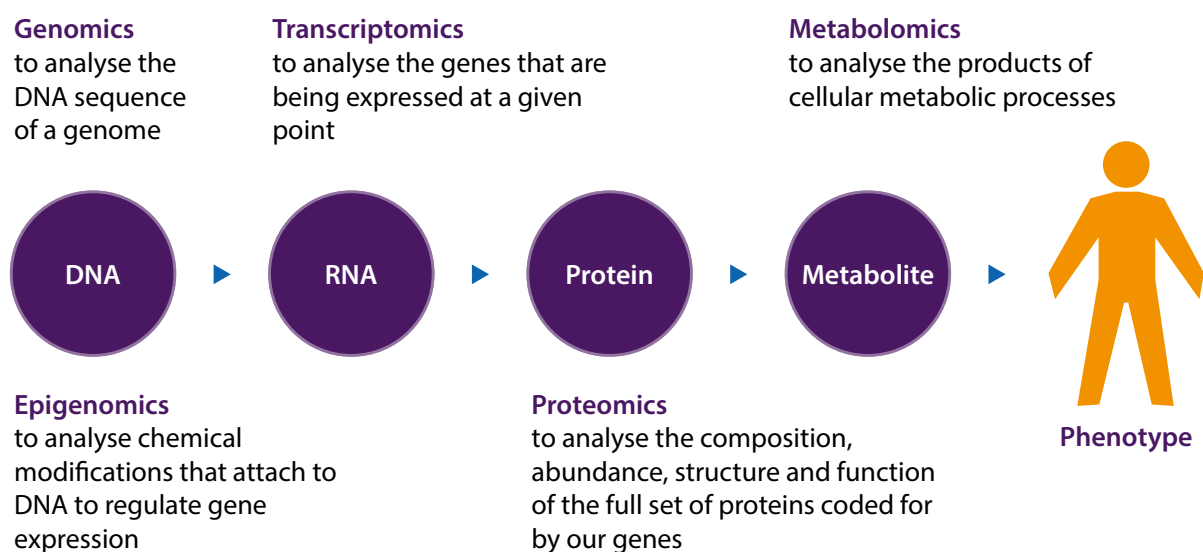 Genomics
to analyse the
DNA sequence
of a genome
Transcriptomics
to analyse the genes that are
being expressed at a given
point
Metabolomics
to analyse the products of
cellular metabolic processes
DNA
RNA
Protein
Metabolite
Epigenomics
to analyse chemical
modifications that attach to
DNA to regulate gene
expression
Proteomics
to analyse the composition,
abundance, structure and function
of the full set of proteins coded for
by our genes
Phenotype